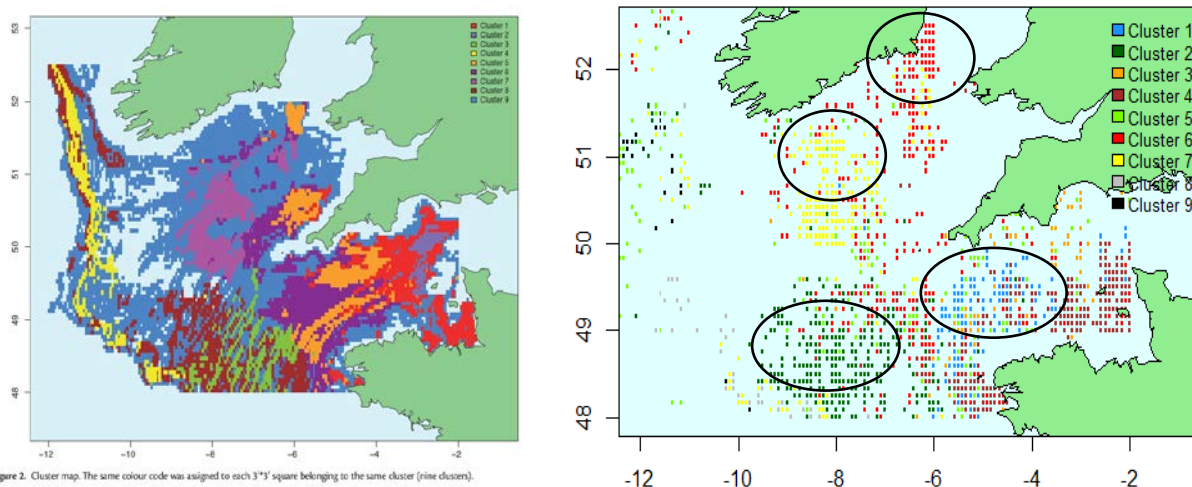 53
52
51
50
49
48
-12
-10
-8
-6
-4
-2
Cluster 1
Cluster 2
Cluster 3
Cluster 4
Cluster 5
Cluster 6
Cluster 7
Cluster 8
Cluster 9
gure 2. Cluster map. The same colour code was assigned to each 3'*3' square belonging to the same cluster (nine clusters).
52
51
50
49
48
-12
-10
-8
-6
-4
-2
Cluster 1
Cluster 2
Cluster 3
Cluster 4
Cluster 5
Cluster 6
Cluster 7
Cluster 8
Cluster 9